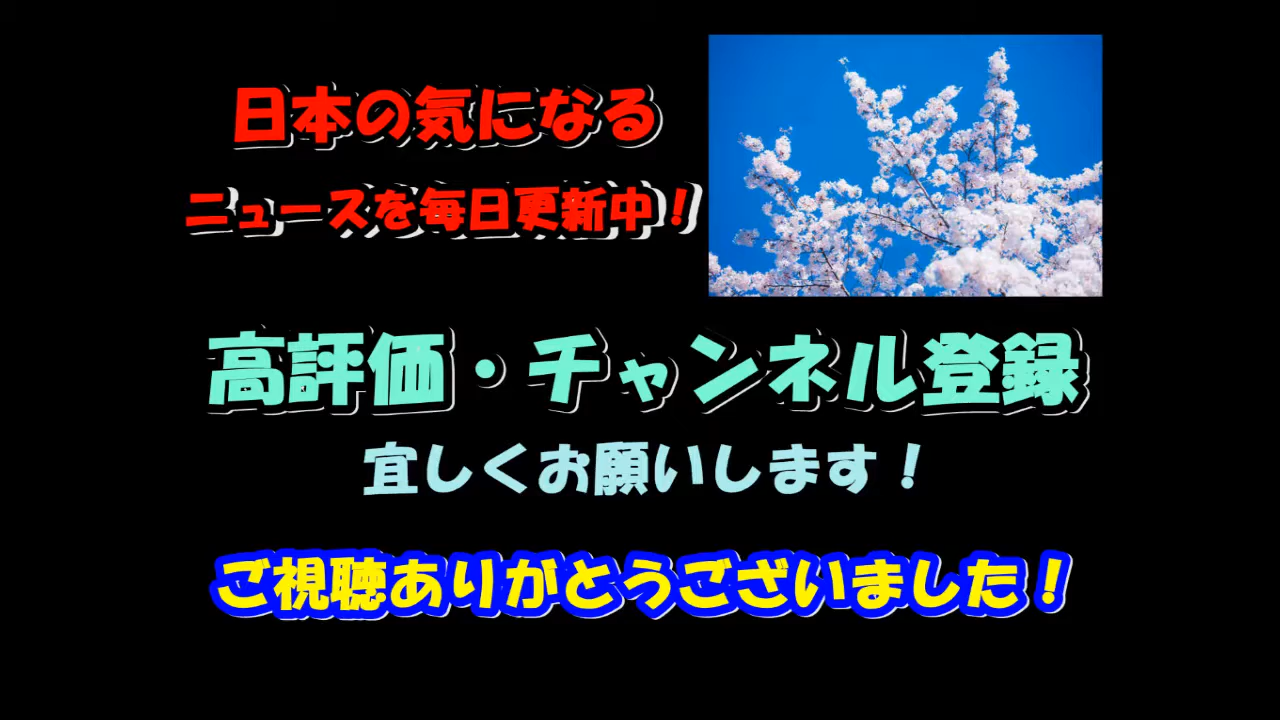 日本の気になる
ニュースを毎日更新中！
高評価・チャンネル登録
宜しくお願いします！
ご視聴ありがとうございました！